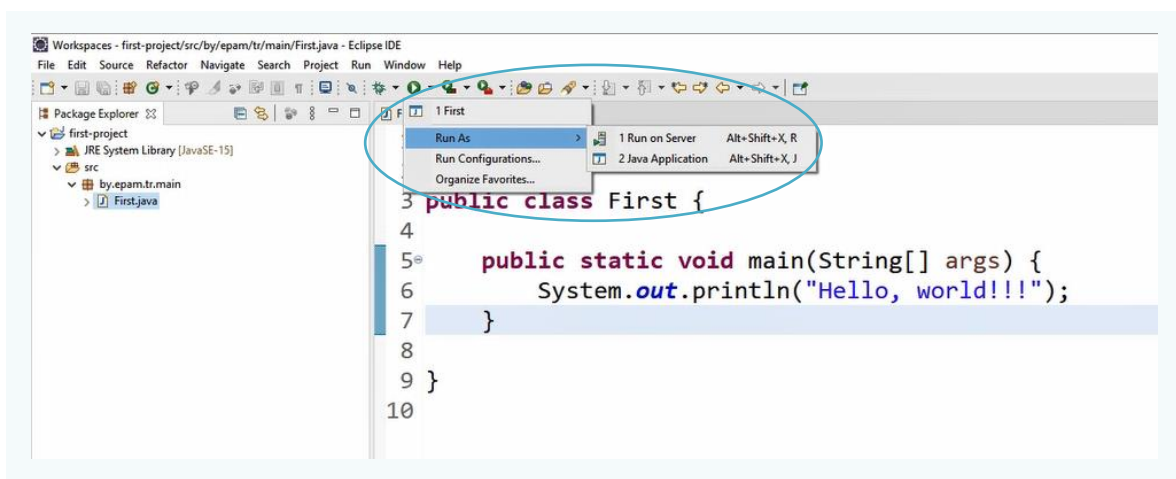 Workspaces - first-project/src/by/epam/tr/main/First.java - Eclipse IDE
File Edit Source Refactor Navigate Search Project Run Window Help
Package Explorer
first-project
JRE System Library [JavaSE-15]
src
by.epam.tr.main
First.java
F
1 First
Run As
Run Configurations...
Organize Favorites...
1 Run on Server Alt+Shift+X, R
2 Java Application Alt+Shift+X, J
3 public class First {
4
5 public static void main(String[] args) {
6 System.out.println("Hello, world!!!");
7 }
8
9 }
10